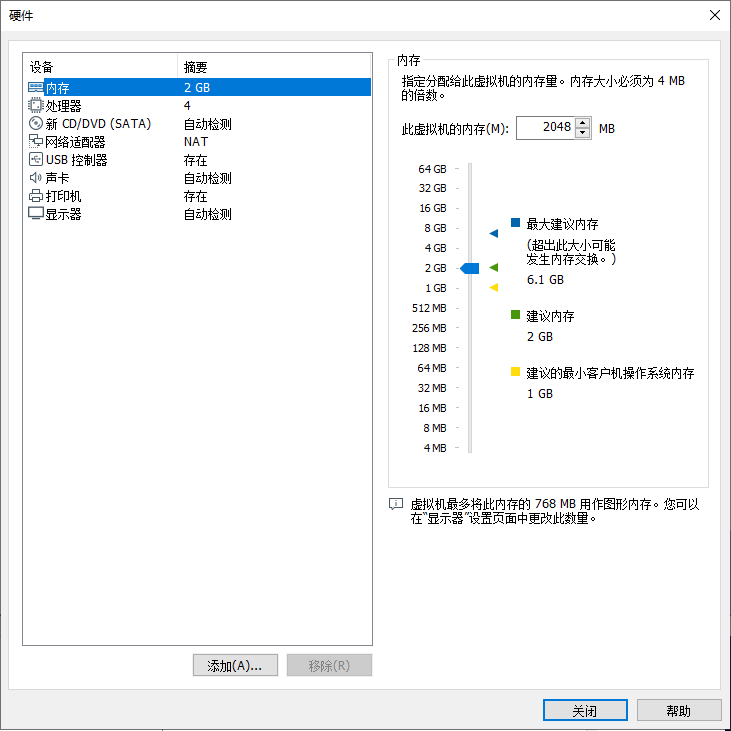 硬件
设备 摘要
内存 2 GB
处理器 4
新 CD/DVD (SATA) 自动检测
网络适配器 NAT
USB 控制器 存在
声卡 自动检测
打印机 存在
显示器 自动检测
添加(A)...
移除(R)
内存
指定分配给此虚拟机的内存量。内存大小必须为 4 MB
的倍数。
此虚拟机的内存(M): 2048 MB
64 GB
32 GB
16 GB
8 GB
4 GB
2 GB
1 GB
512 MB
256 MB
128 MB
64 MB
32 MB
16 MB
8 MB
4 MB
最大建议内存
(超出此大小可能
发生内存交换。)
6.1 GB
建议内存
2 GB
建议的最小客户机操作系统内存
1 GB
虚拟机最多将此内存的 768 MB 用作图形内存。您可以
在“显示器”设置页面中更改此数量。
关闭
帮助